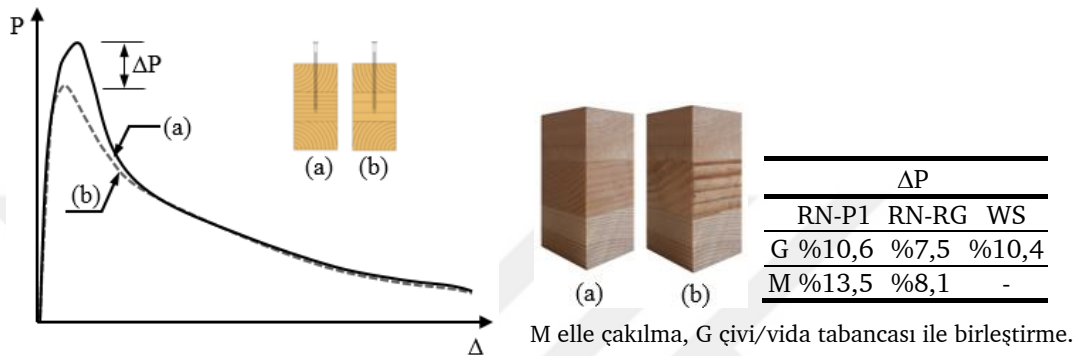 P
ΔP
(a)
(b)
(a) (b)
Δ
(a) (b)
ΔP
RN-P1 RN-RG WS
G %10,6 %7,5 %10,4
M %13,5 %8,1 -
M elle çakılma, G çivi/vida tabancası ile birleştirme.